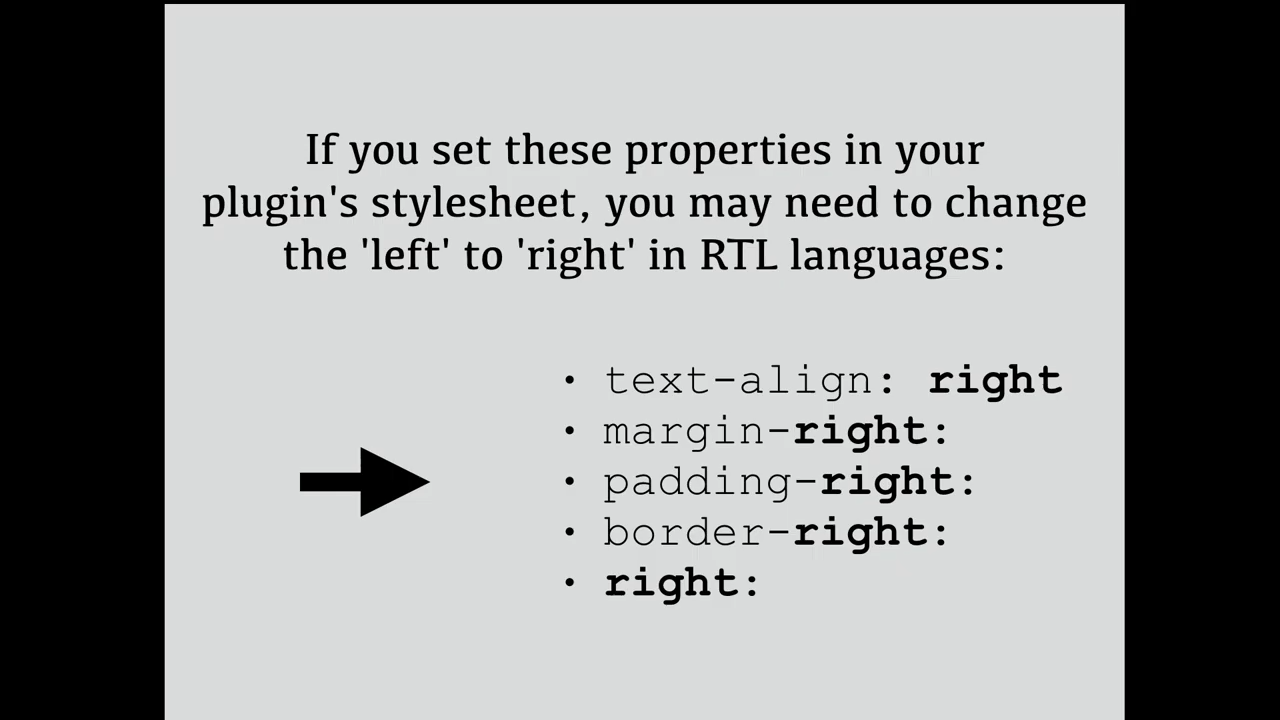 If you set these properties in your
plugin's stylesheet, you may need to change
the 'left' to 'right' in RTL languages:
• text-align: right
• margin-right:
• padding-right:
• border-right:
• right: